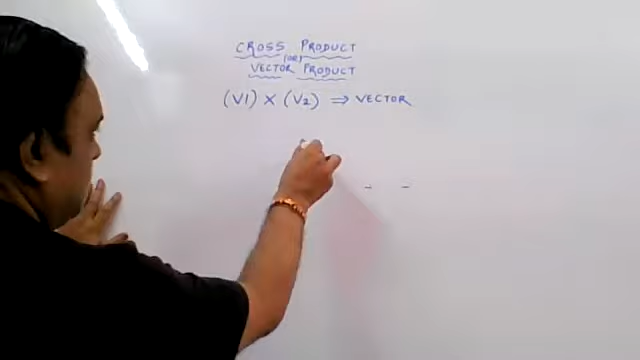 CROSS PRODUCT
(OR)
VECTOR PRODUCT
(V1) X (V2) ⇒ VECTOR